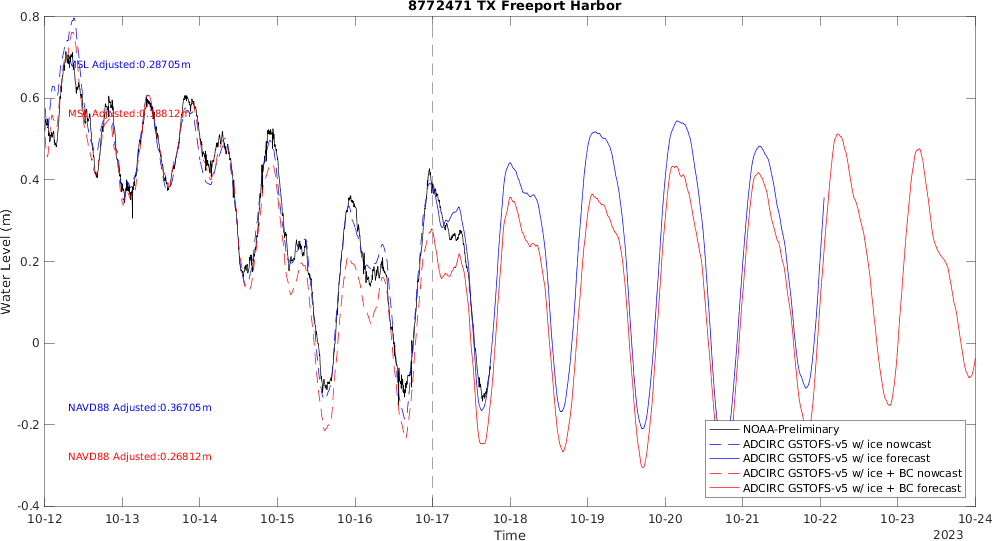 8772471 TX Freeport Harbor
Water Level (m)
0.8
0.6
0.4
0.2
0
-0.2
-0.4
MSL Adjusted:0.28705m
MSL Adjusted:0.18812m
NAVD88 Adjusted:0.36705m
NAVD88 Adjusted:0.26812m
NOAA-Preliminary
ADCIRC GSTOFS-v5 w/ ice nowcast
ADCIRC GSTOFS-v5 w/ ice forecast
ADCIRC GSTOFS-v5 w/ ice + BC nowcast
ADCIRC GSTOFS-v5 w/ ice + BC forecast
10-12 10-13 10-14 10-15 10-16 10-17 10-18 10-19 10-20 10-21 10-22 10-23 10-24
Time
2023